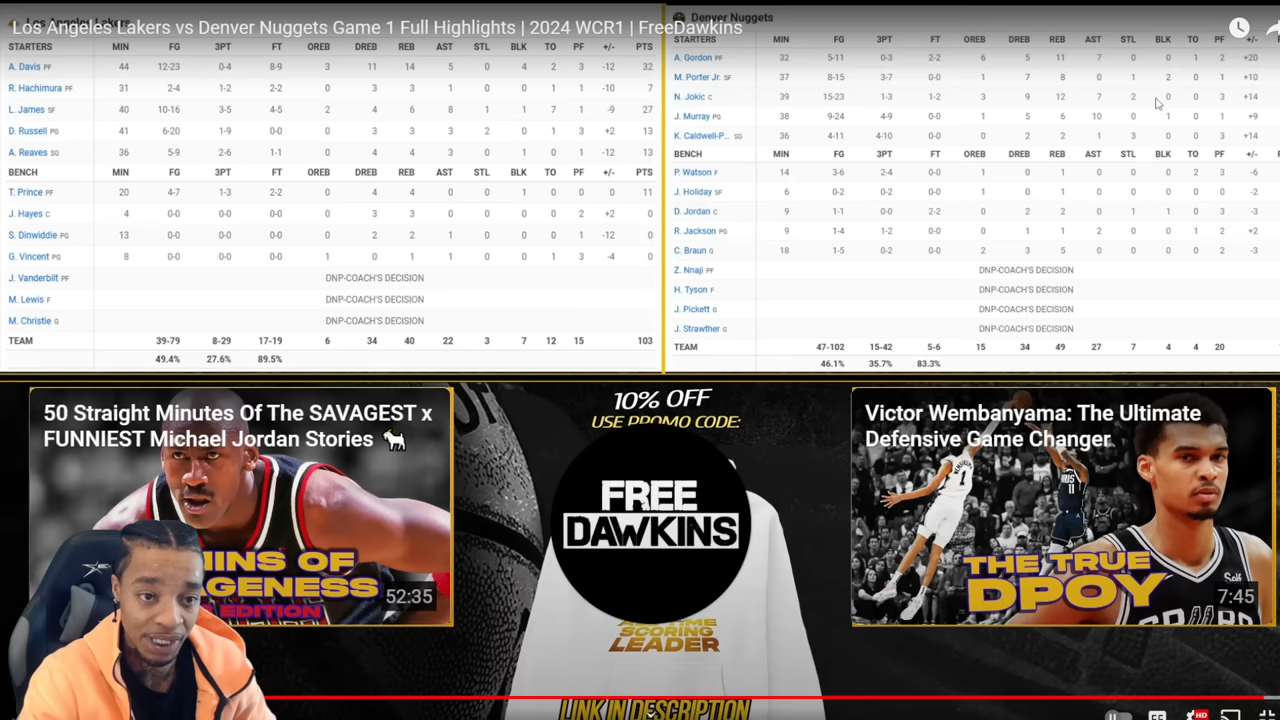 Los Angeles Lakers vs Denver Nuggets Game 1 Full Highlights | 2024 WCR1 | FreeDawkins
STARTERS MIN FG 3PT FT OREB DREB REB AST STL BLK TO PF +/- PTS
A. Davis PF 44 12-23 0-4 8-9 3 11 14 5 0 4 2 3 -12 32
R. Hachimura PF 31 2-4 1-2 2-2 0 3 3 1 0 0 1 1 -10 7
L. James SF 40 10-16 3-5 4-5 2 4 6 8 1 1 7 1 -9 27
D. Russell PG 41 6-20 1-9 0-0 0 3 3 3 2 0 1 3 +2 13
A. Reaves SG 36 5-9 2-6 1-1 0 4 4 3 0 1 0 1 -12 13
BENCH MIN FG 3PT FT OREB DREB REB AST STL BLK TO PF +/- PTS
T. Prince PF 20 4-7 1-3 2-2 0 4 4 0 0 1 0 0 -4 11
J. Hayes C 4 0-0 0-0 0-0 0 3 3 0 0 0 0 2 +2 0
S. Dinwiddie PG 13 0-0 0-0 0-0 0 2 2 1 0 0 0 1 -12 0
G. Vincent PG 8 0-0 0-0 0-0 1 0 1 1 0 0 1 3 -4 0
J. Vanderbilt PF DNP-COACH'S DECISION
M. Lewis F DNP-COACH'S DECISION
M. Christie G DNP-COACH'S DECISION
TEAM 39-79 8-29 17-19 6 34 40 22 3 7 12 15 103
49.4% 27.6% 89.5%
Denver Nuggets
STARTERS MIN FG 3PT FT OREB DREB REB AST STL BLK TO PF +/-
A. Gordon PF 32 5-11 0-3 2-2 6 5 11 7 0 0 1 2 +20
M. Porter Jr. SF 37 8-15 3-7 0-0 1 7 8 0 1 2 0 3 +10
N. Jokic C 39 15-23 1-3 1-2 3 9 12 7 2 0 0 3 +14
J. Murray PG 38 9-24 4-9 0-0 1 5 6 10 0 1 0 1 +9
K. Caldwell-P... SG 36 4-11 4-10 0-0 0 2 2 1 3 0 0 3 +14
BENCH MIN FG 3PT FT OREB DREB REB AST STL BLK TO PF +/-
P. Watson F 14 3-6 2-4 0-0 1 0 1 0 0 0 2 3 -6
J. Holiday SF 6 0-2 0-2 0-0 1 0 1 0 0 0 0 0 -2
D. Jordan C 9 1-1 0-0 2-2 0 2 2 0 1 1 0 3 -3
R. Jackson PG 9 1-4 1-2 0-0 0 1 1 2 0 0 1 2 +2
C. Braun G 18 1-5 0-2 0-0 2 3 5 0 0 0 0 2 -3
Z. Nnaji PF DNP-COACH'S DECISION
H. Tyson F DNP-COACH'S DECISION
J. Pickett G DNP-COACH'S DECISION
J. Strawther G DNP-COACH'S DECISION
TEAM 47-102 15-42 5-6 15 34 49 27 7 4 4 20
46.1% 35.7% 83.3%
50 Straight Minutes Of The SAVAGEST x
FUNNIEST Michael Jordan Stories
MINS OF
EDITION
52:35
10% OFF
USE PROMO CODE:
FREE
DAWKINS
SCORING
LEADER
LINK IN DESCRIPTION
Victor Wembanyama: The Ultimate
Defensive Game Changer
THE TRUE
DPOY
7:45
HD